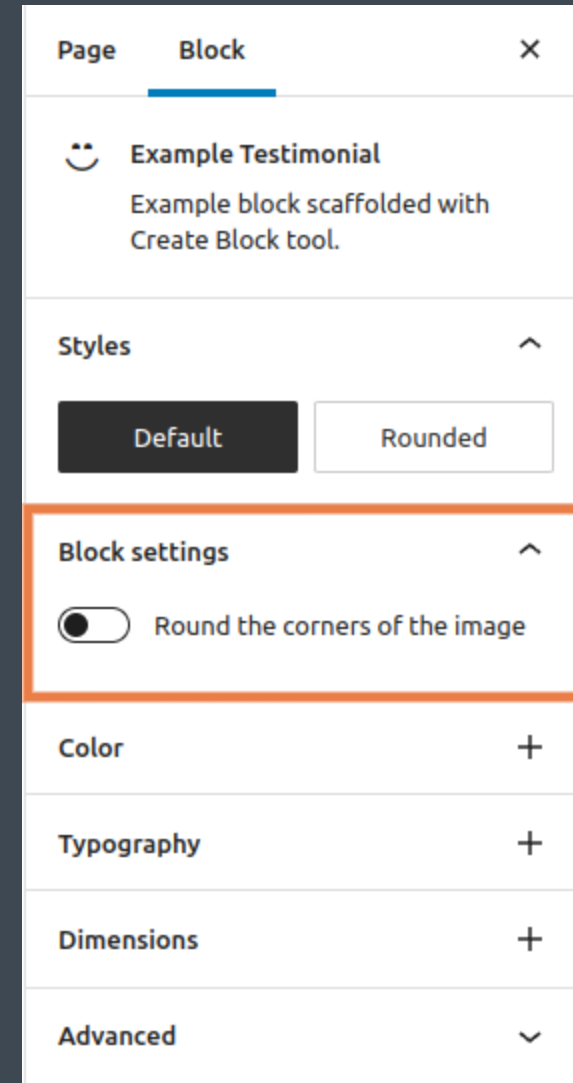 Page Block
Example Testimonial
Example block scaffolded with
Create Block tool.
Styles
Default Rounded
Block settings
Round the corners of the image
Color
Typography
Dimensions
Advanced